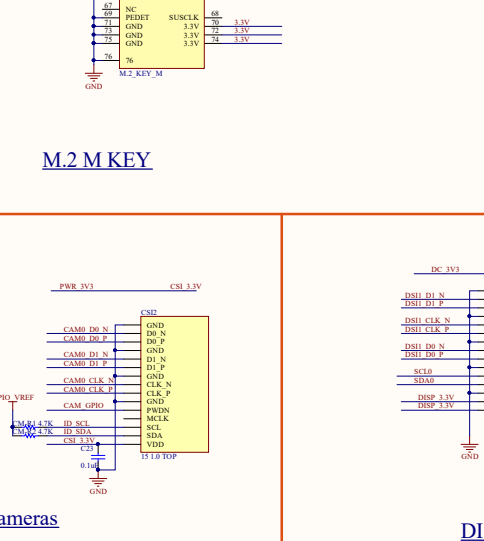 67 NC
69 PEDET SUSCLK 68
71 GND 3.3V 70 3.3V
73 GND 3.3V 72 3.3V
75 GND 3.3V 74 3.3V
76 76
M.2_KEY_M
GND
M.2 M KEY
PWR_3V3 CSI_3.3V
CSI2
GND
CAM0_D0_N D0_N
CAM0_D0_P D0_P
GND
CAM0_D1_N D1_N
CAM0_D1_P D1_P
GND
CAM0_CLK_N CLK_N
CAM0_CLK_P CLK_P
GND
PIO_VREF
CAM_GPIO PWDN
MCLK
CM_R1 4.7K ID_SCL SCL
CM_R2 4.7K ID_SDA SDA
CSI_3.3V VDD
C23
0.1uF
15 1.0 TOP
GND
ameras
DC_3V3
DSI1_D1_N
DSI1_D1_P
DSI1_CLK_N
DSI1_CLK_P
DSI1_D0_N
DSI1_D0_P
SCL0
SDA0
DISP_3.3V
DISP_3.3V
GND
DI